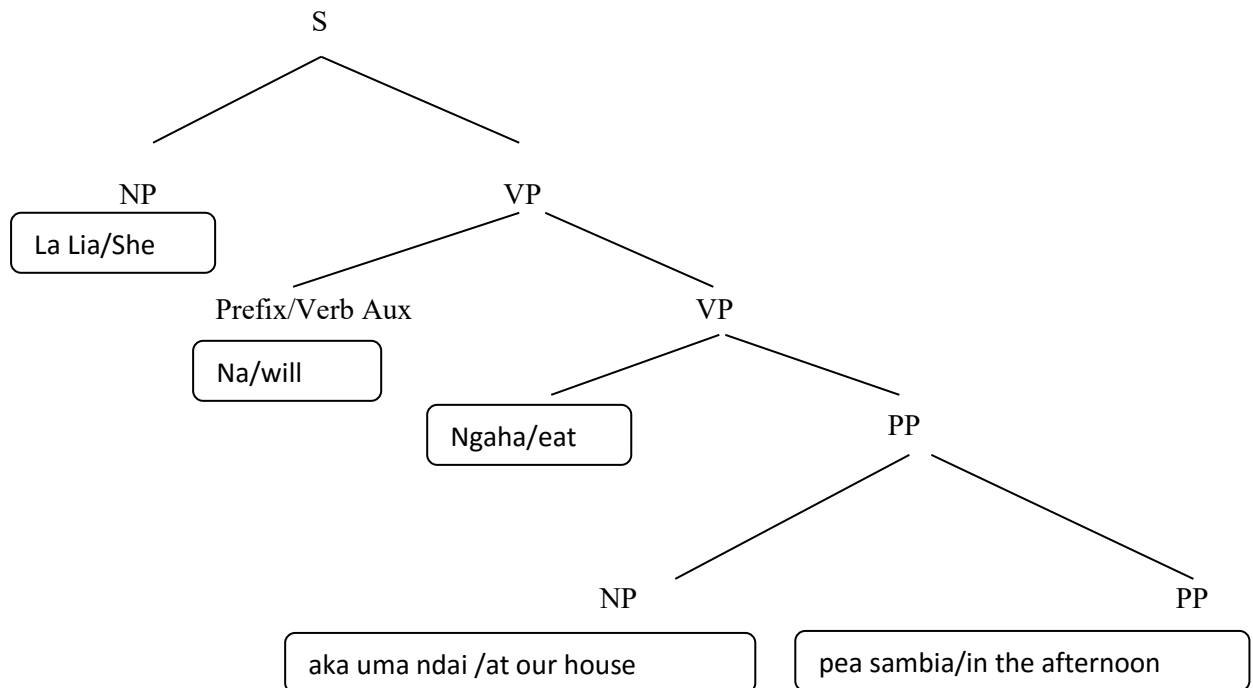 S
NP VP
La Lia/She
Prefix/Verb Aux VP
Na/will
Ngaha/eat PP
NP PP
aka uma ndai /at our house pea sambia/in the afternoon